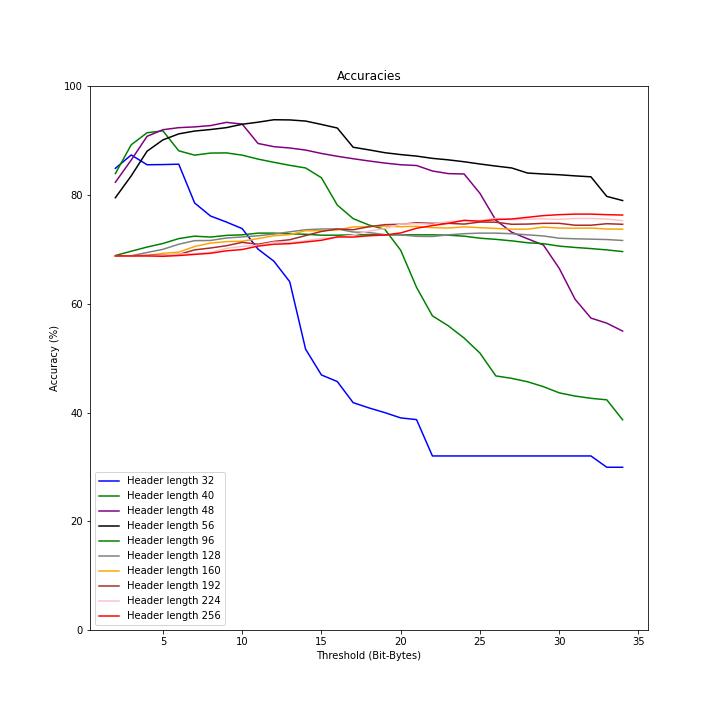 Accuracies
100
80
60
40
20
0
Accuracy (%)
Header length 32
Header length 40
Header length 48
Header length 56
Header length 96
Header length 128
Header length 160
Header length 192
Header length 224
Header length 256
5 10 15 20 25 30 35
Threshold (Bit-Bytes)